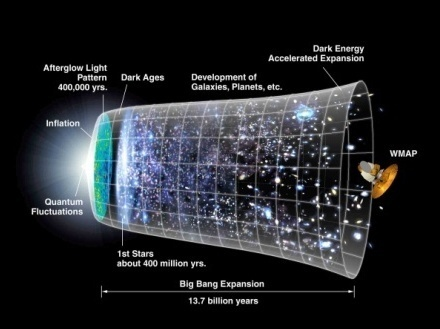 Dark Energy
Accelerated Expansion
Afterglow Light
Pattern
400,000 yrs.
Dark Ages
Development of
Galaxies, Planets, etc.
Inflation
WMAP
Quantum
Fluctuations
1st Stars
about 400 million yrs.
Big Bang Expansion
13.7 billion years